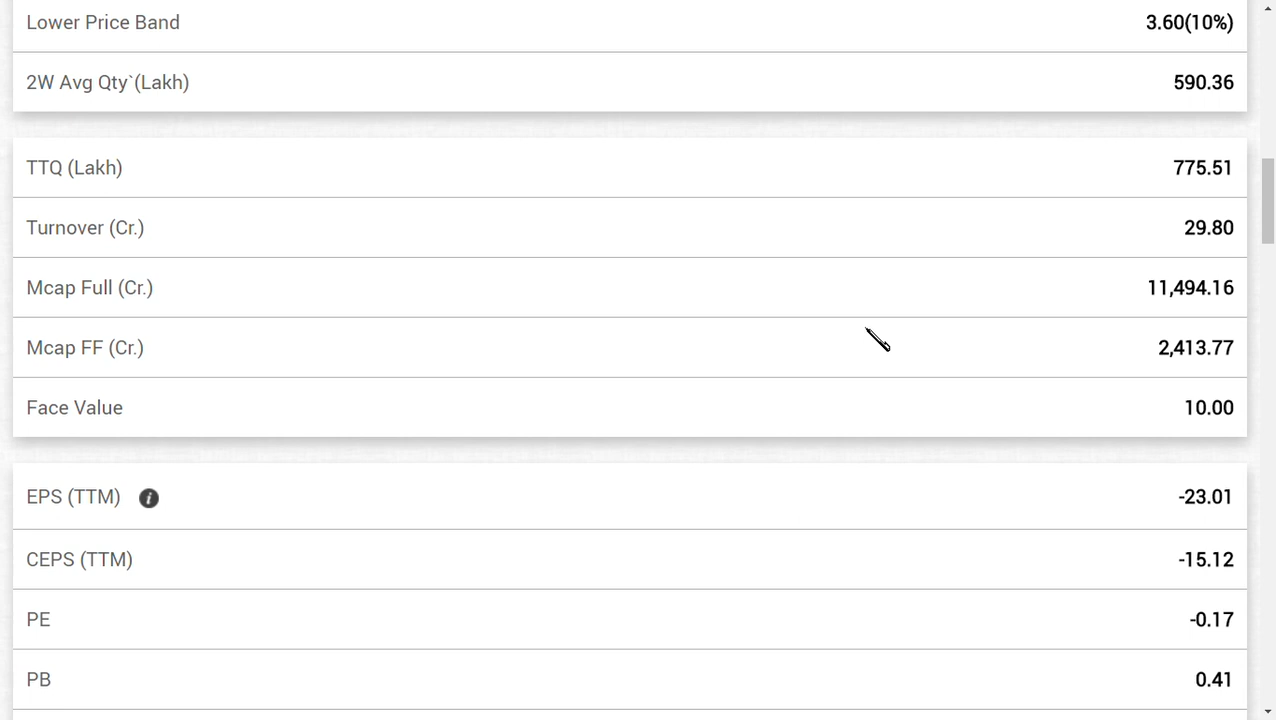 Lower Price Band 3.60(10%)
2W Avg Qty`(Lakh) 590.36
TTQ (Lakh) 775.51
Turnover (Cr.) 29.80
Mcap Full (Cr.) 11,494.16
Mcap FF (Cr.) 2,413.77
Face Value 10.00
EPS (TTM) i -23.01
CEPS (TTM) -15.12
PE -0.17
PB 0.41